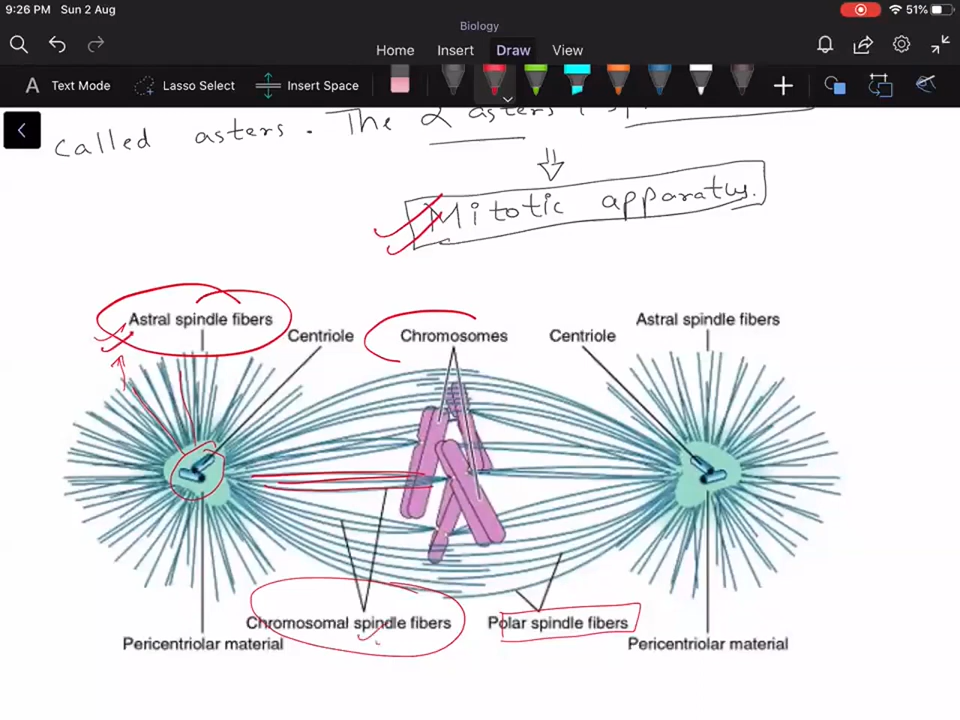 9:26 PM Sun 2 Aug 51%
Biology
Home Insert Draw View
A Text Mode Lasso Select Insert Space
called asters. The 2 asters
Mitotic apparatus.
Astral spindle fibers Centriole Chromosomes Centriole Astral spindle fibers
Chromosomal spindle fibers Polar spindle fibers
Pericentriolar material Pericentriolar material